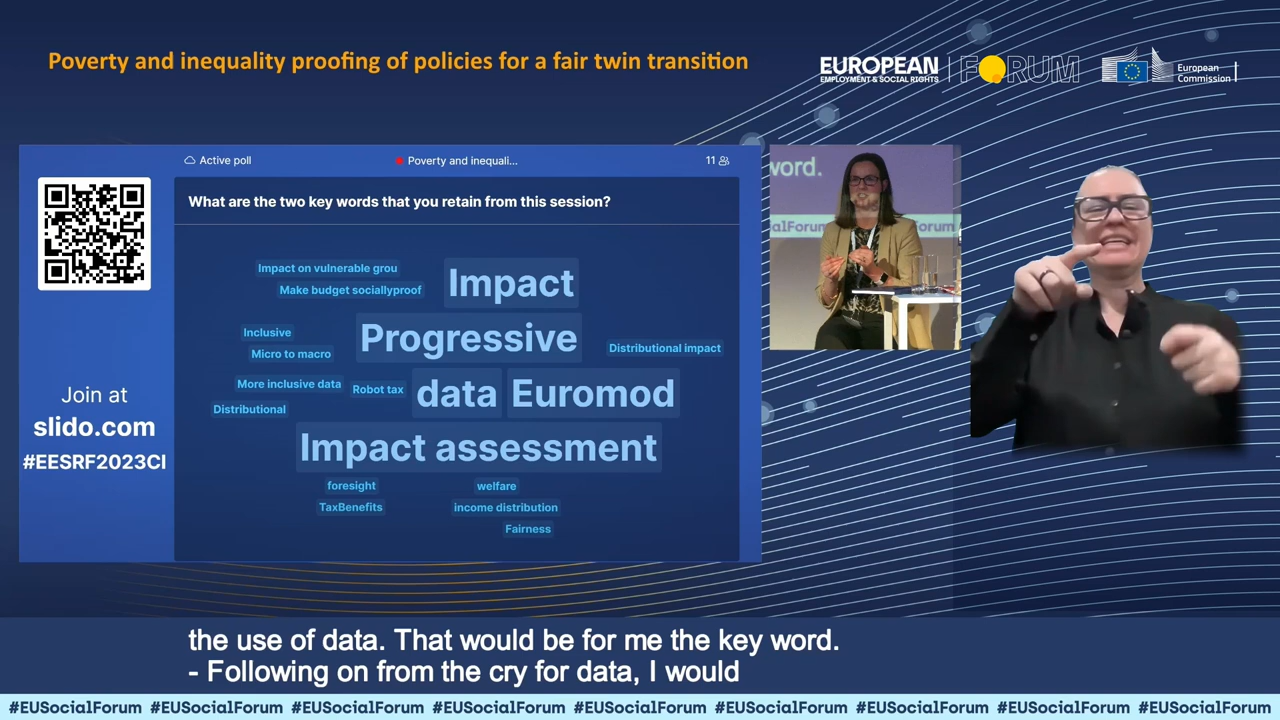 Poverty and inequality proofing of policies for a fair twin transition
EUROPEAN
EMPLOYMENT & SOCIAL RIGHTS
FORUM
European
Commission
Active poll
Poverty and inequali...
11
What are the two key words that you retain from this session?
Impact on vulnerable grou
Impact
Make budget sociallyproof
Inclusive
Progressive
Micro to macro
Distributional impact
More inclusive data
Robot tax
data
Euromod
Distributional
Impact assessment
foresight
welfare
TaxBenefits
income distribution
Fairness
Join at
slido.com
#EESRF2023CI
word.
ialForum
orum
the use of data. That would be for me the key word.
- Following on from the cry for data, I would
#EUSocialForum #EUSocialForum #EUSocialForum #EUSocialForum #EUSocialForum #EUSocialForum #EUSocialForum #EUSocialForum #EUSocialForum